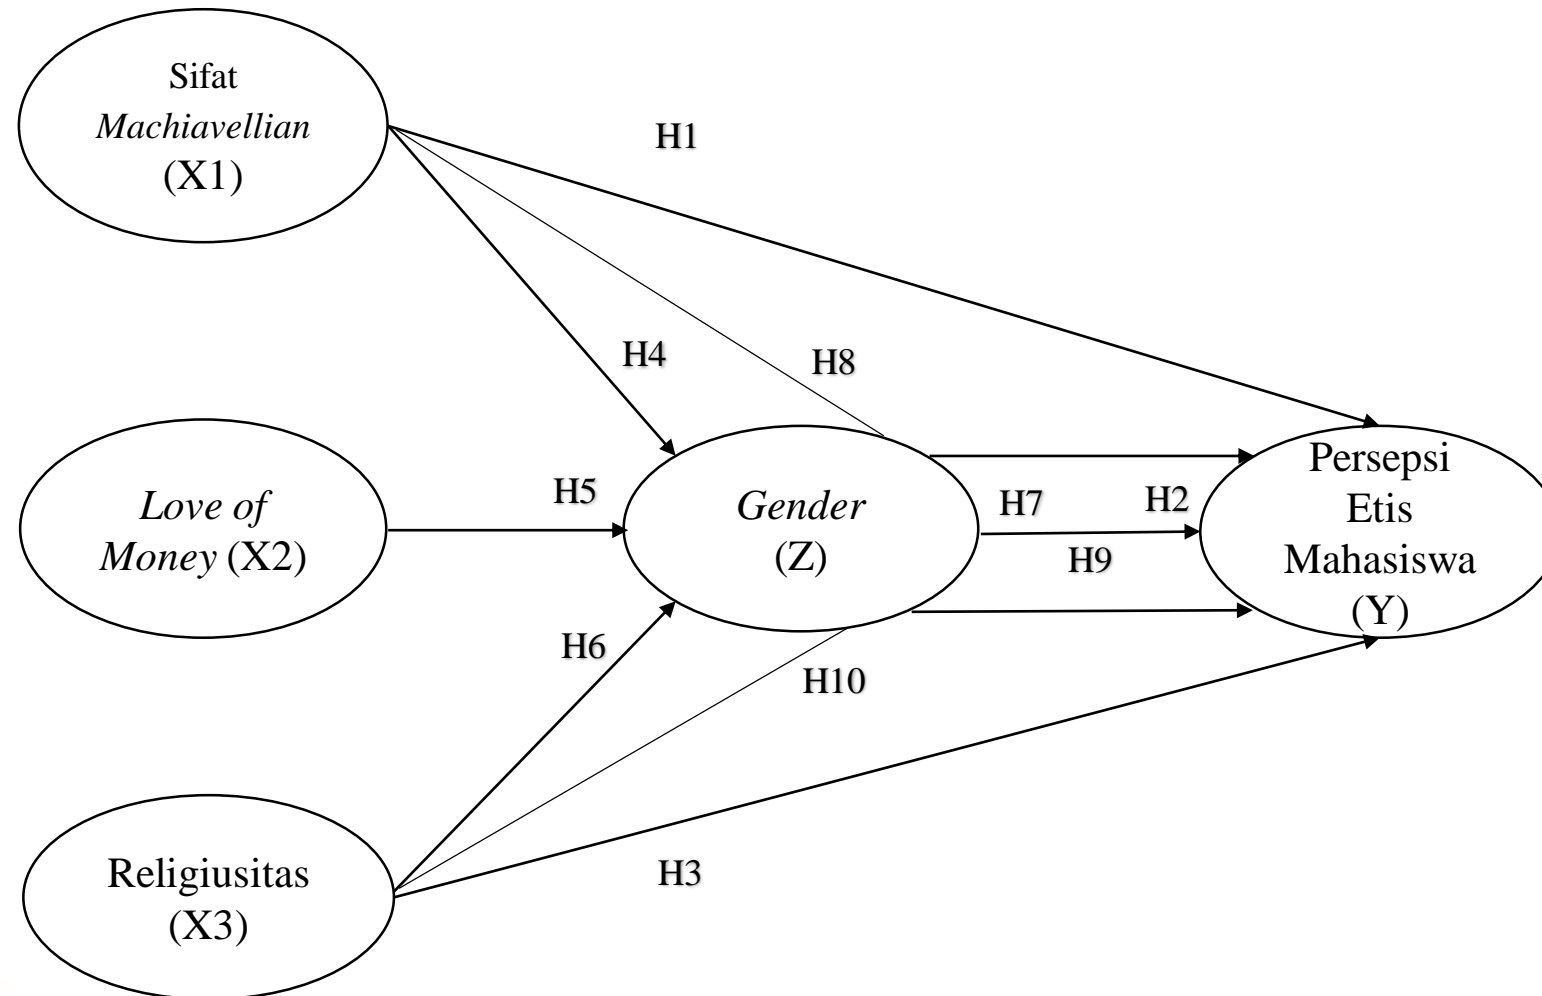 Sifat
Machiavellian
(X1)
H1
H4
H8
Love of
Money (X2)
H5
Gender
(Z)
H7
H2
H9
Persepsi
Etis
Mahasiswa
(Y)
H6
H10
Religiusitas
(X3)
H3